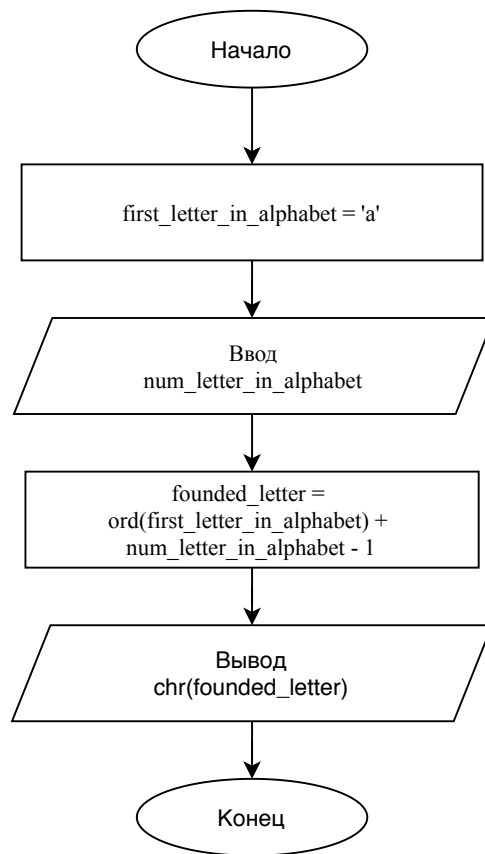 Начало
first_letter_in_alphabet = 'a'
Ввод
num_letter_in_alphabet
founded_letter =
ord(first_letter_in_alphabet) +
num_letter_in_alphabet - 1
Вывод
chr(founded_letter)
Конец